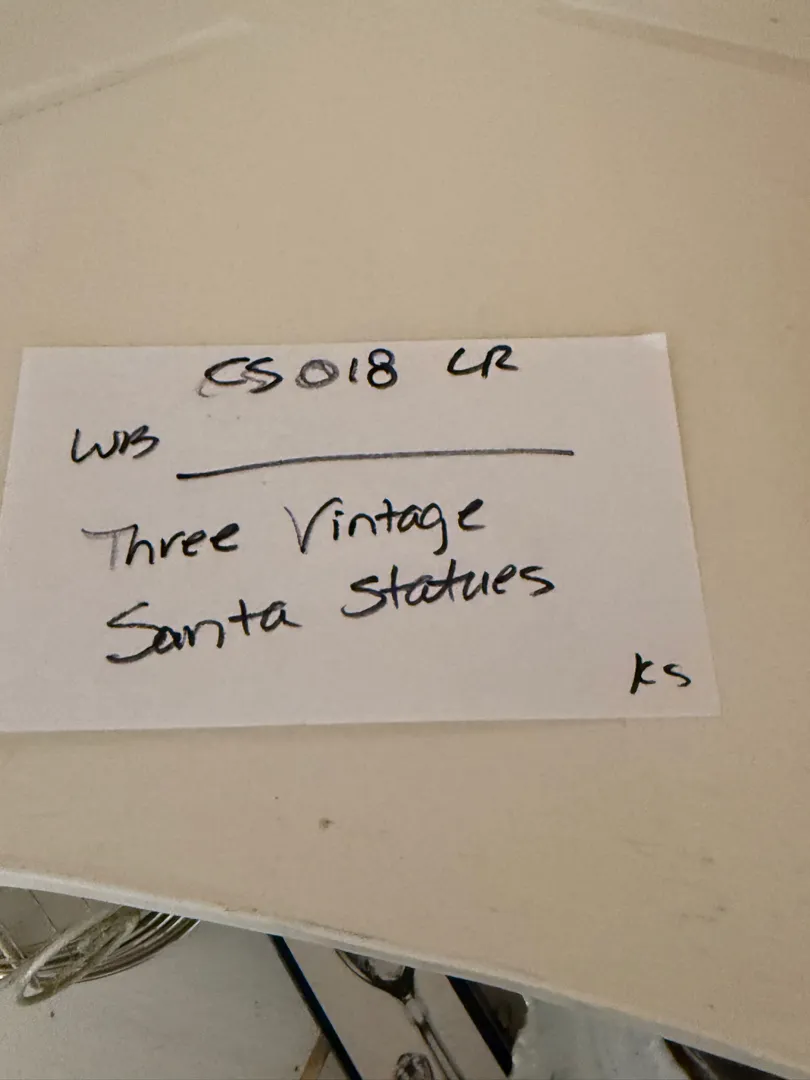 CS018 LR
WB
Three Vintage
Santa Statues
KS